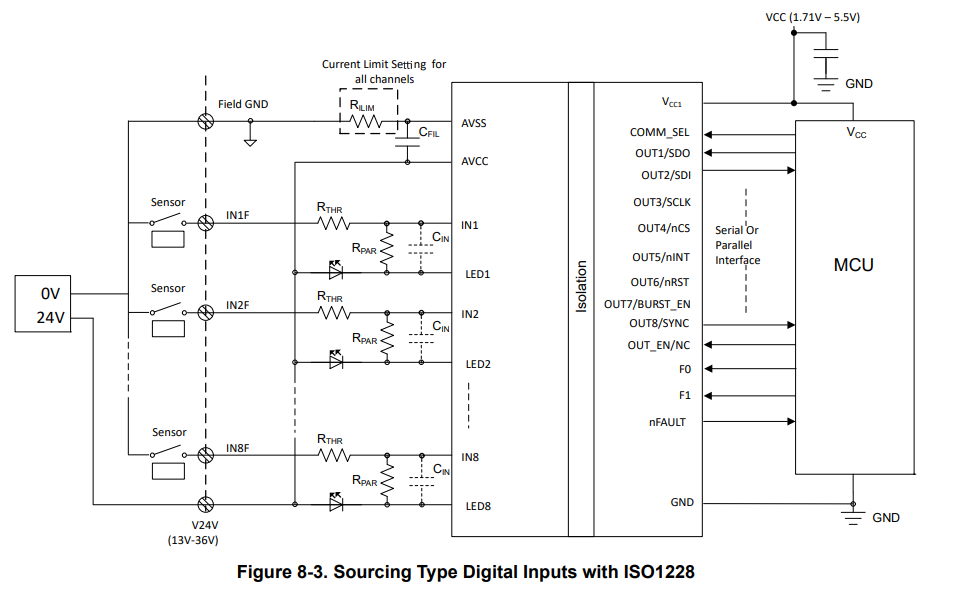 VCC (1.71V – 5.5V)
GND
Current Limit Setting for
all channels
Field GND
RILIM
CFIL
AVSS
AVCC
Sensor
IN1F
RTHR
RPAR
CIN
IN1
LED1
0V
24V
Sensor
IN2F
RTHR
RPAR
CIN
IN2
LED2
Sensor
IN8F
RTHR
RPAR
CIN
IN8
LED8
V24V
(13V-36V)
Isolation
VCC1
COMM_SEL
OUT1/SDO
OUT2/SDI
OUT3/SCLK
OUT4/nCS
OUT5/nINT
OUT6/nRST
OUT7/BURST_EN
OUT8/SYNC
OUT_EN/NC
F0
F1
nFAULT
GND
Serial Or
Parallel
Interface
VCC
MCU
GND
Figure 8-3. Sourcing Type Digital Inputs with ISO1228